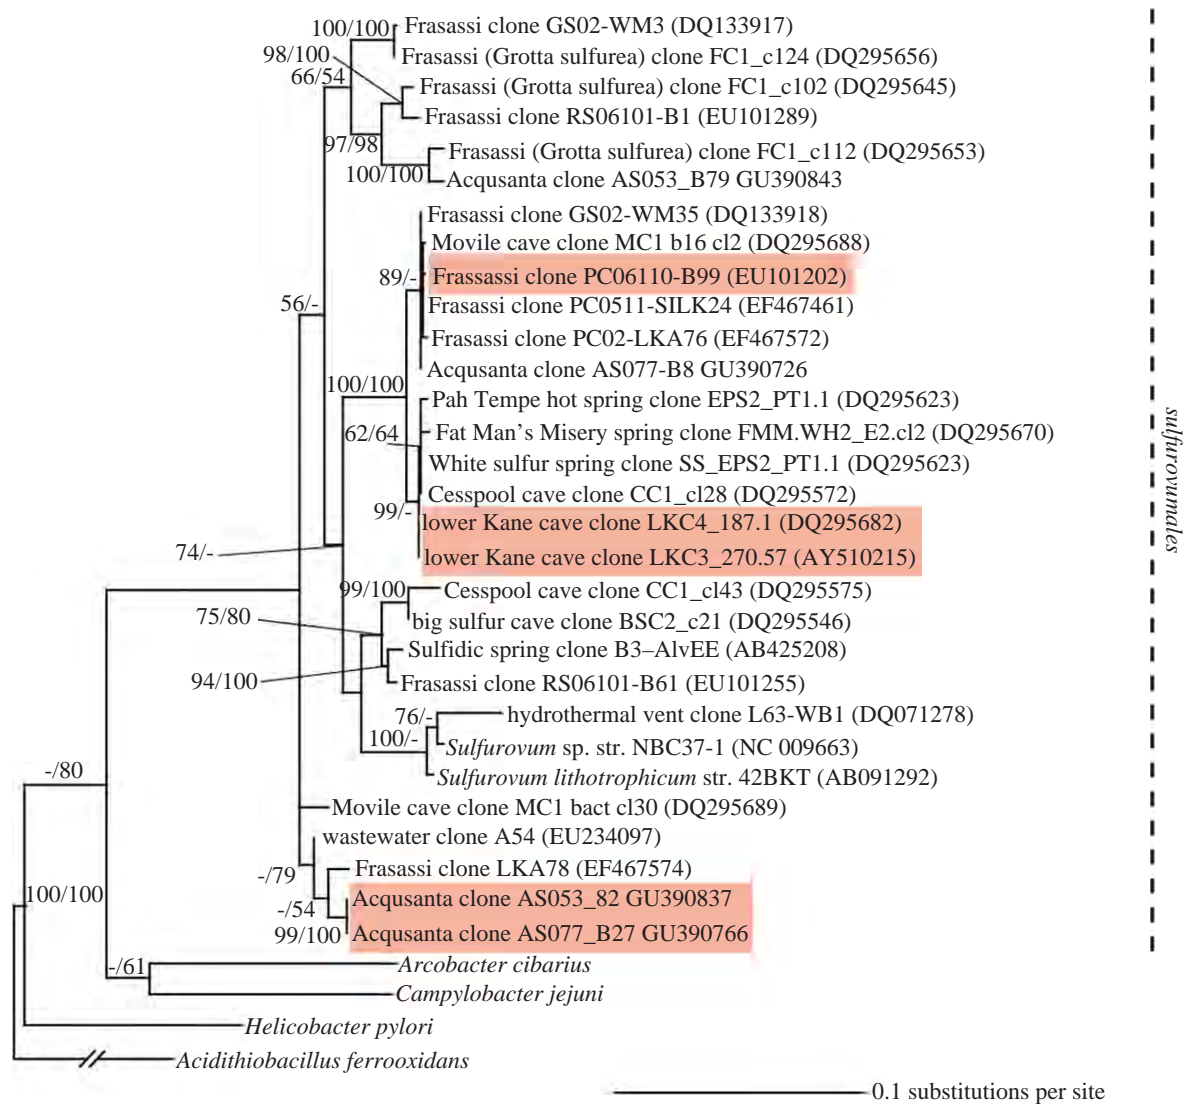 100/100
Frasassi clone GS02-WM3 (DQ133917)
98/100
Frasassi (Grotta sulfurea) clone FC1_c124 (DQ295656)
66/54
Frasassi (Grotta sulfurea) clone FC1_c102 (DQ295645)
Frasassi clone RS06101-B1 (EU101289)
97/98
Frasassi (Grotta sulfurea) clone FC1_c112 (DQ295653)
100/100
Acqusanta clone AS053_B79 GU390843
Frasassi clone GS02-WM35 (DQ133918)
Movile cave clone MC1 b16 cl2 (DQ295688)
89/-
Frassassi clone PC06110-B99 (EU101202)
56/-
Frasassi clone PC0511-SILK24 (EF467461)
Frasassi clone PC02-LKA76 (EF467572)
Acqusanta clone AS077-B8 GU390726
100/100
Pah Tempe hot spring clone EPS2_PT1.1 (DQ295623)
62/64
Fat Man's Misery spring clone FMM.WH2_E2.cl2 (DQ295670)
White sulfur spring clone SS_EPS2_PT1.1 (DQ295623)
Cesspool cave clone CC1_cl28 (DQ295572)
99/-
lower Kane cave clone LKC4_187.1 (DQ295682)
74/-
lower Kane cave clone LKC3_270.57 (AY510215)
99/100
Cesspool cave clone CC1_cl43 (DQ295575)
75/80
big sulfur cave clone BSC2_c21 (DQ295546)
Sulfidic spring clone B3–AlvEE (AB425208)
94/100
Frasassi clone RS06101-B61 (EU101255)
76/-
hydrothermal vent clone L63-WB1 (DQ071278)
100/-
Sulfurovum sp. str. NBC37-1 (NC 009663)
-/80
Sulfurovum lithotrophicum str. 42BKT (AB091292)
Movile cave clone MC1 bact cl30 (DQ295689)
wastewater clone A54 (EU234097)
-/79
Frasassi clone LKA78 (EF467574)
100/100
Acqusanta clone AS053_82 GU390837
-/54
99/100
Acqusanta clone AS077_B27 GU390766
-/61
Arcobacter cibarius
Campylobacter jejuni
Helicobacter pylori
Acidithiobacillus ferrooxidans
0.1 substitutions per site
sulfurovumales